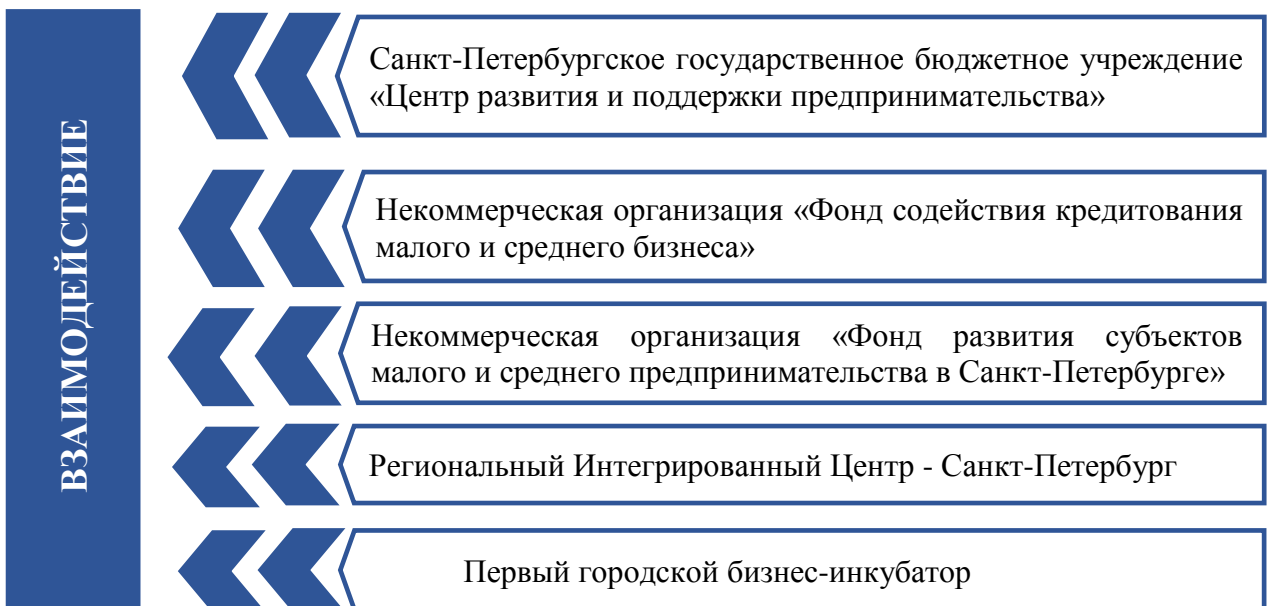 ВЗАИМОДЕЙСТВИЕ
Санкт-Петербургское государственное бюджетное учреждение
«Центр развития и поддержки предпринимательства»
Некоммерческая организация «Фонд содействия кредитования
малого и среднего бизнеса»
Некоммерческая организация «Фонд развития субъектов
малого и среднего предпринимательства в Санкт-Петербурге»
Региональный Интегрированный Центр - Санкт-Петербург
Первый городской бизнес-инкубатор